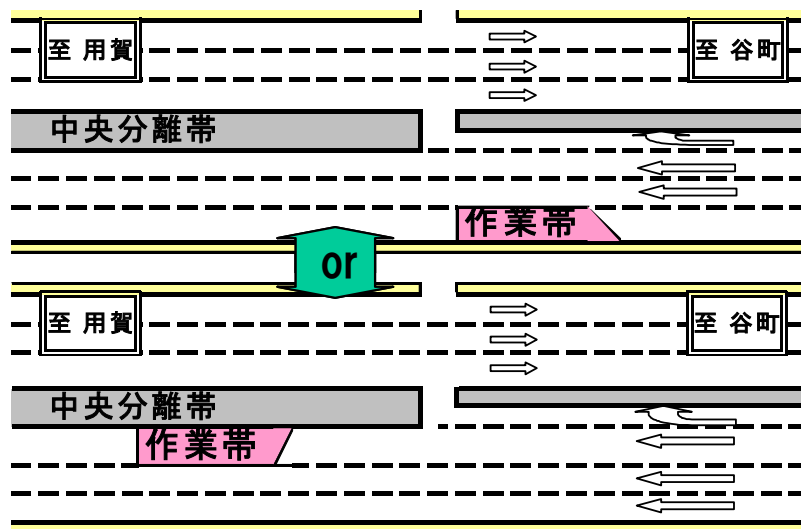 至 用賀
至 谷町
中央分離帯
作業帯
or
至 用賀
至 谷町
中央分離帯
作業帯